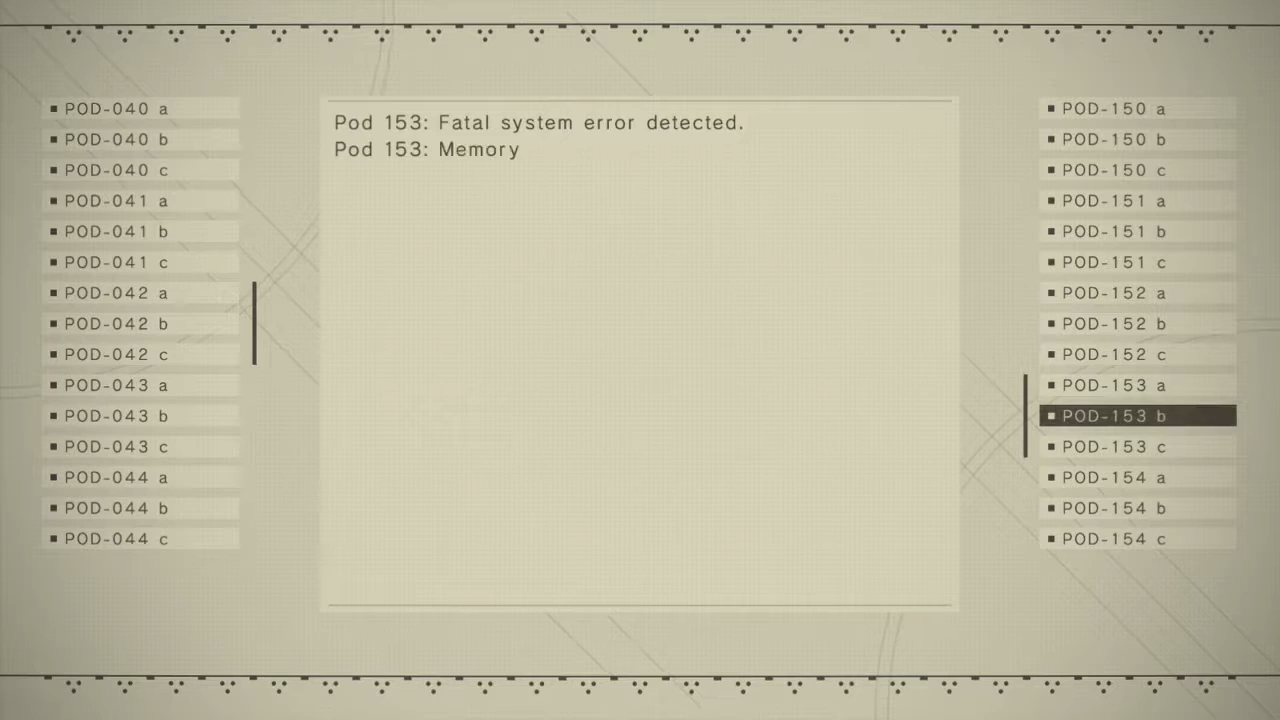 POD-040 a
POD-040 b
POD-040 c
POD-041 a
POD-041 b
POD-041 c
POD-042 a
POD-042 b
POD-042 c
POD-043 a
POD-043 b
POD-043 c
POD-044 a
POD-044 b
POD-044 c
Pod 153: Fatal system error detected.
Pod 153: Memory
POD-150 a
POD-150 b
POD-150 c
POD-151 a
POD-151 b
POD-151 c
POD-152 a
POD-152 b
POD-152 c
POD-153 a
POD-153 b
POD-153 c
POD-154 a
POD-154 b
POD-154 c